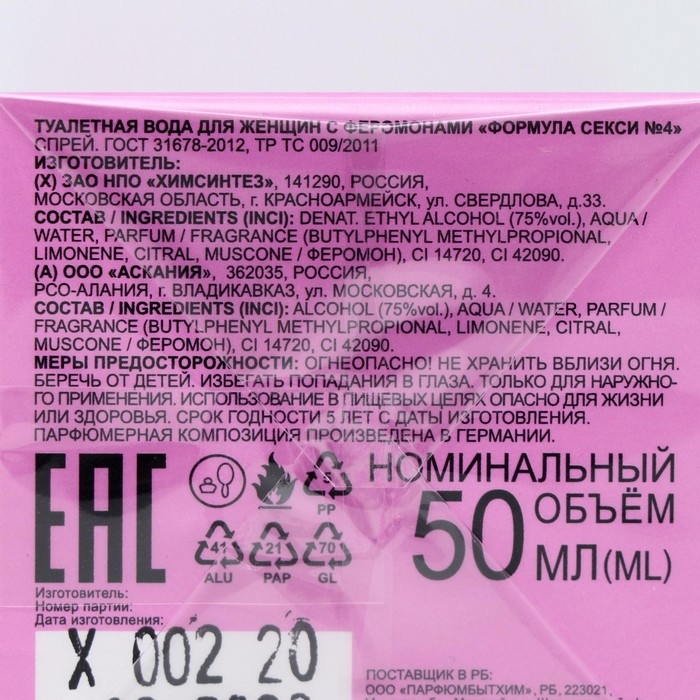 ТУАЛЕТНАЯ ВОДА ДЛЯ ЖЕНЩИН С ФЕРОМОНАМИ «ФОРМУЛА СЕКСИ №4»
СПРЕЙ. ГОСТ 31678-2012, ТР ТС 009/2011
ИЗГОТОВИТЕЛЬ:
(X) ЗАО НПО «ХИМСИНТЕЗ», 141290, РОССИЯ,
МОСКОВСКАЯ ОБЛАСТЬ, г. КРАСНОАРМЕЙСК, ул. СВЕРДЛОВА, д.33.
СОСТАВ / INGREDIENTS (INCI): DENAT. ETHYL ALCOHOL (75%vol.), AQUA /
WATER, PARFUM / FRAGRANCE (BUTYLPHENYL METHYLPROPIONAL,
LIMONENE, CITRAL, MUSCONE / ФЕРОМОН), CI 14720, CI 42090.
(А) ООО «АСКАНИЯ», 362035, РОССИЯ,
РСО-АЛАНИЯ, г. ВЛАДИКАВКАЗ, ул. МОСКОВСКАЯ, д. 4.
СОСТАВ / INGREDIENTS (INCI): ALCOHOL (75%vol.), AQUA / WATER, PARFUM /
FRAGRANCE (BUTYLPHENYL METHYLPROPIONAL, LIMONENE, CITRAL,
MUSCONE / ФЕРОМОН), CI 14720, CI 42090.
МЕРЫ ПРЕДОСТОРОЖНОСТИ: ОГНЕОПАСНО! НЕ ХРАНИТЬ ВБЛИЗИ ОГНЯ.
БЕРЕЧЬ ОТ ДЕТЕЙ. ИЗБЕГАТЬ ПОПАДАНИЯ В ГЛАЗА. ТОЛЬКО ДЛЯ НАРУЖНО-
ГО ПРИМЕНЕНИЯ. ИСПОЛЬЗОВАНИЕ В ПИЩЕВЫХ ЦЕЛЯХ ОПАСНО ДЛЯ ЖИЗНИ
ИЛИ ЗДОРОВЬЯ. СРОК ГОДНОСТИ 5 ЛЕТ С ДАТЫ ИЗГОТОВЛЕНИЯ.
ПАРФЮМЕРНАЯ КОМПОЗИЦИЯ ПРОИЗВЕДЕНА В ГЕРМАНИИ.
EAC
PP
41 21 70
ALU PAP GL
НОМИНАЛЬНЫЙ
50 ОБЪЁМ
МЛ(ML)
Изготовитель:
Номер партии:
Дата изготовления:
X 002 20
ПОСТАВЩИК В РБ:
ООО «ПАРФЮМБЫТХИМ», РБ, 223021,